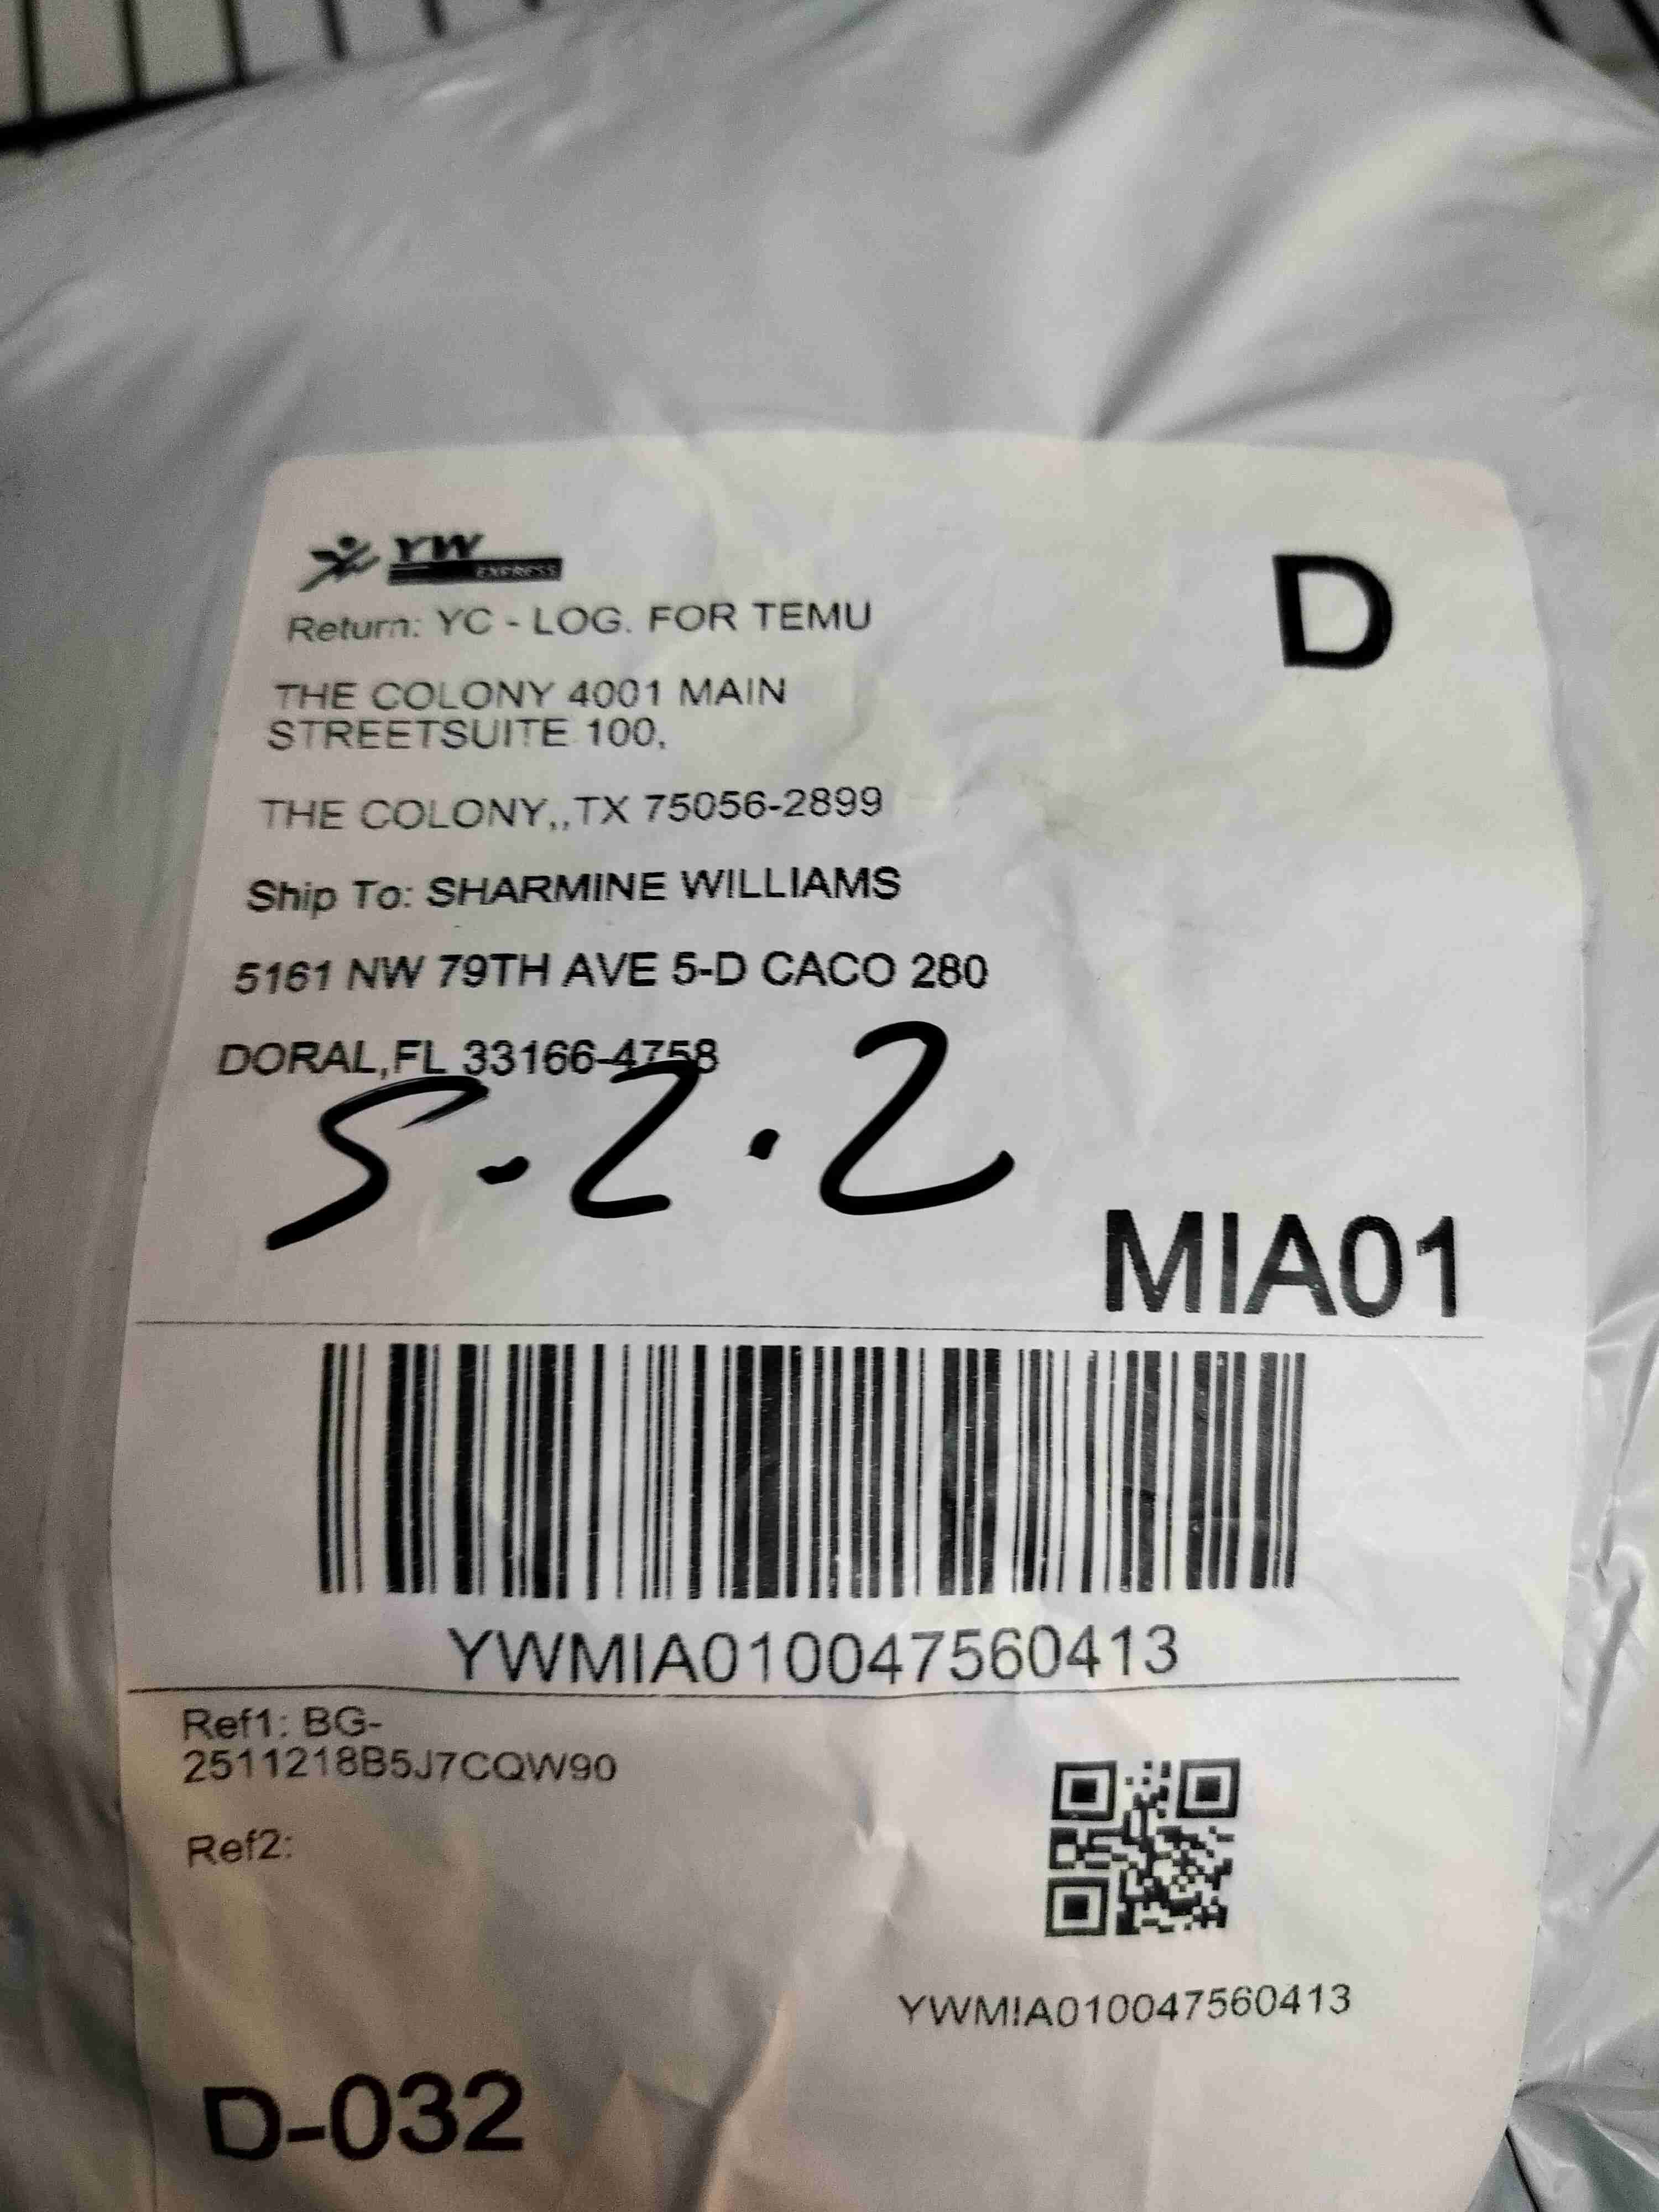 YW
EXPRESS
D
Return: YC - LOG. FOR TEMU
THE COLONY 4001 MAIN
STREETSUITE 100,
THE COLONY,,TX 75056-2899
Ship To: SHARMINE WILLIAMS
5161 NW 79TH AVE 5-D CACO 280
DORAL,FL 33166-4758
5-2.2
MIA01
YWMIA010047560413
Ref1: BG-
2511218B5J7CQW90
Ref2:
YWMIA010047560413
D-032